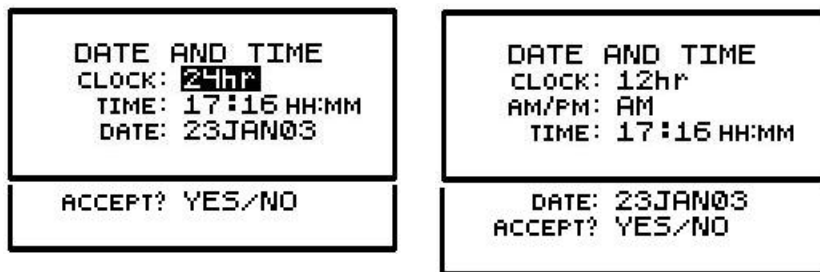 DATE AND TIME
CLOCK: 24hr
TIME: 17:16 HH:MM
DATE: 23JAN03
ACCEPT? YES/NO
DATE AND TIME
CLOCK: 12hr
AM/PM: AM
TIME: 17:16 HH:MM
DATE: 23JAN03
ACCEPT? YES/NO